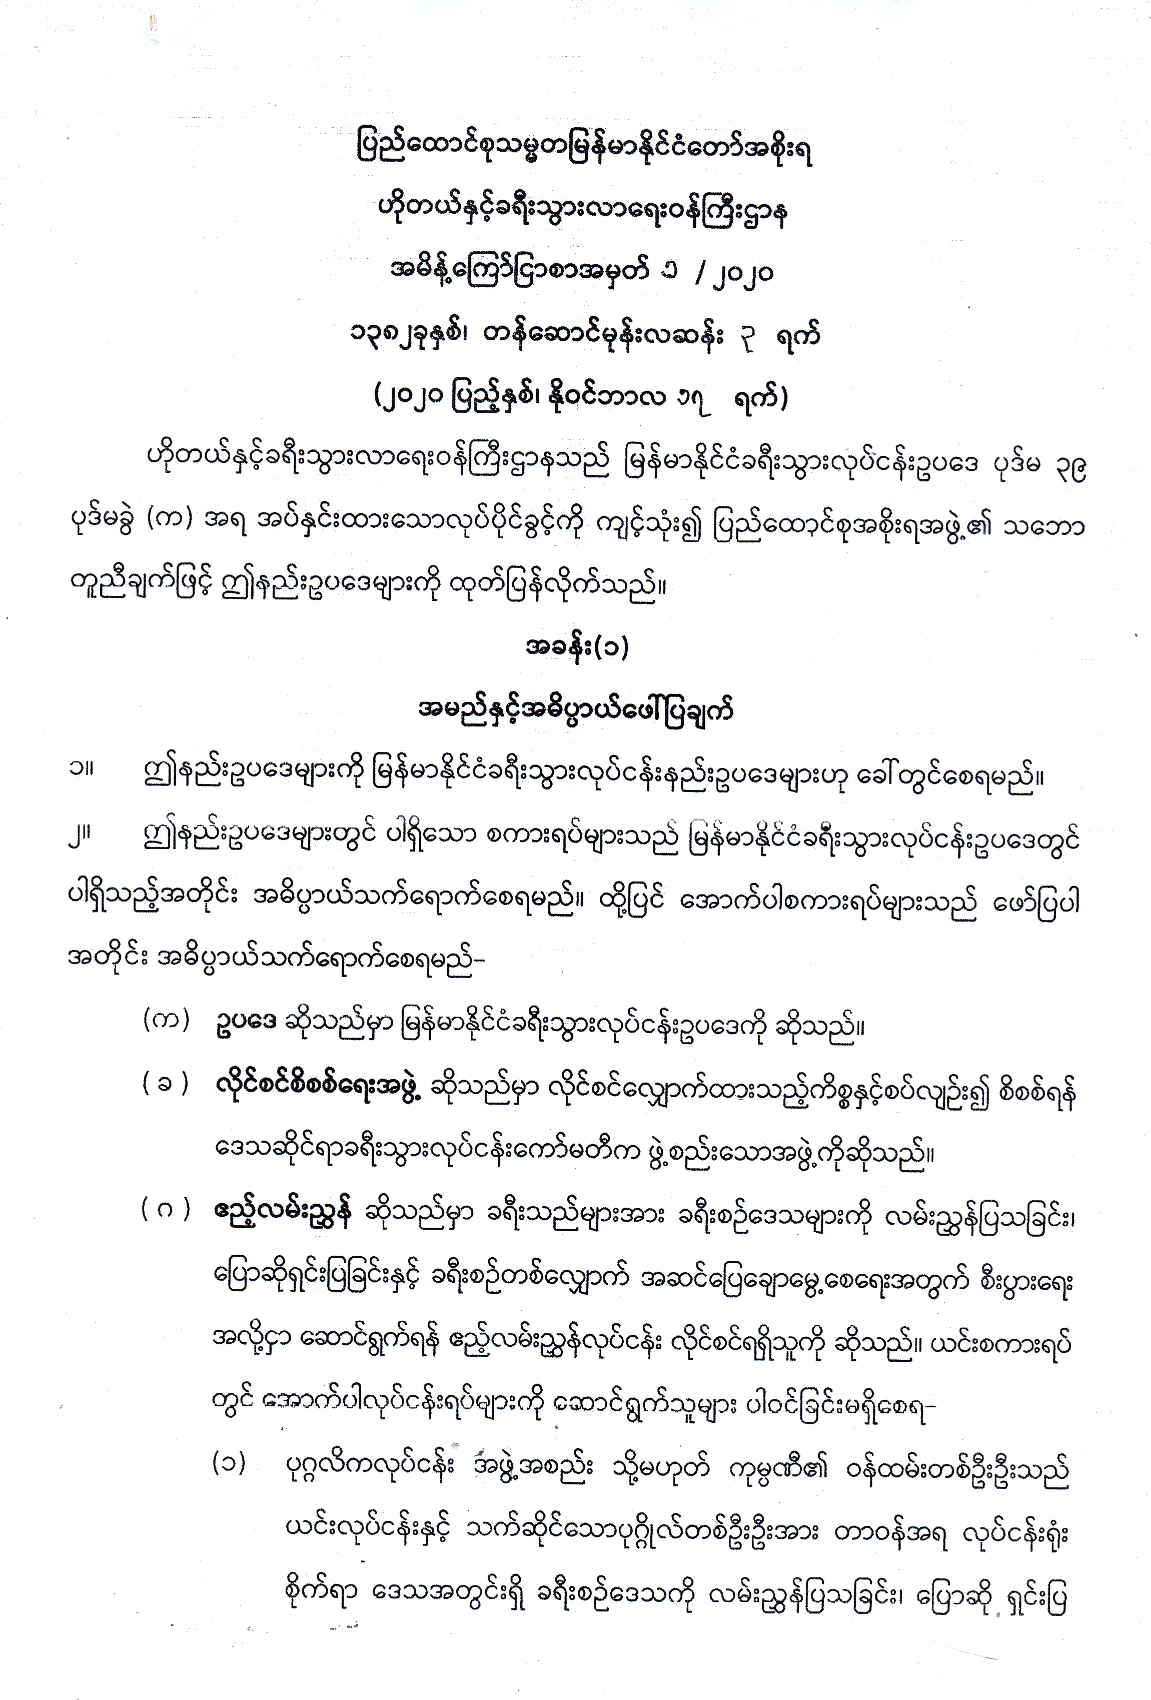 ပြည်ထောင်စုသမ္မတမြန်မာနိုင်ငံတော်အစိုးရ
ဟိုတယ်နှင့်ခရီးသွားလာရေးဝန်ကြီးဌာန
အမိန့်ကြော်ငြာစာအမှတ် ၁ /၂၀၂၀
၁၃၈၂ခုနှစ်၊ တန်ဆောင်မုန်းလဆန်း ၃ ရက်
(၂၀၂၀ ပြည့်နှစ်၊ နိုဝင်ဘာလ ၁၇ ရက်)
ဟိုတယ်နှင့်ခရီးသွားလာရေးဝန်ကြီးဌာနသည် မြန်မာနိုင်ငံခရီးသွားလုပ်ငန်းဥပဒေ ပုဒ်မ ၃၉
ပုဒ်မခွဲ (က) အရ အပ်နှင်းထားသောလုပ်ပိုင်ခွင့်ကို ကျင့်သုံး၍ ပြည်ထောင်စုအစိုးရအဖွဲ့၏ သဘော
တူညီချက်ဖြင့် ဤနည်းဥပဒေများကို ထုတ်ပြန်လိုက်သည်။
အခန်း(၁)
အမည်နှင့်အဓိပ္ပာယ်ဖေါ်ပြချက်
၁။ ဤနည်းဥပဒေများကို မြန်မာနိုင်ငံခရီးသွားလုပ်ငန်းနည်းဥပဒေများဟု ခေါ်တွင်စေရမည်။
၂။ ဤနည်းဥပဒေများတွင် ပါရှိသော စကားရပ်များသည် မြန်မာနိုင်ငံခရီးသွားလုပ်ငန်းဥပဒေတွင်
ပါရှိသည့်အတိုင်း အဓိပ္ပာယ်သက်ရောက်စေရမည်။ ထို့ပြင် အောက်ပါစကားရပ်များသည် ဖော်ပြပါ
အတိုင်း အဓိပ္ပာယ်သက်ရောက်စေရမည်-
(က) ဥပဒေ ဆိုသည်မှာ မြန်မာနိုင်ငံခရီးသွားလုပ်ငန်းဥပဒေကို ဆိုသည်။
(ခ) လိုင်စင်စိစစ်ရေးအဖွဲ့ ဆိုသည်မှာ လိုင်စင်လျှောက်ထားသည့်ကိစ္စနှင့်စပ်လျဉ်း၍ စိစစ်ရန်
ဒေသဆိုင်ရာခရီးသွားလုပ်ငန်းကော်မတီက ဖွဲ့စည်းသောအဖွဲ့ကိုဆိုသည်။
(ဂ) ဧည့်လမ်းညွှန် ဆိုသည်မှာ ခရီးသည်များအား ခရီးစဉ်ဒေသများကို လမ်းညွှန်ပြသခြင်း၊
ပြောဆိုရှင်းပြခြင်းနှင့် ခရီးစဉ်တစ်လျှောက် အဆင်ပြေချောမွေ့စေရေးအတွက် စီးပွားရေး
အလို့ငှာ ဆောင်ရွက်ရန် ဧည့်လမ်းညွှန်လုပ်ငန်း လိုင်စင်ရရှိသူကို ဆိုသည်။ ယင်းစကားရပ်
တွင် အောက်ပါလုပ်ငန်းရပ်များကို ဆောင်ရွက်သူများ ပါဝင်ခြင်းမရှိစေရ-
(၁) ပုဂ္ဂလိကလုပ်ငန်း အဖွဲ့အစည်း သို့မဟုတ် ကုမ္ပဏီ၏ ဝန်ထမ်းတစ်ဦးဦးသည်
ယင်းလုပ်ငန်းနှင့် သက်ဆိုင်သောပုဂ္ဂိုလ်တစ်ဦးဦးအား တာဝန်အရ လုပ်ငန်းရုံး
စိုက်ရာ ဒေသအတွင်းရှိ ခရီးစဉ်ဒေသကို လမ်းညွှန်ပြသခြင်း၊ ပြောဆို ရှင်းပြ